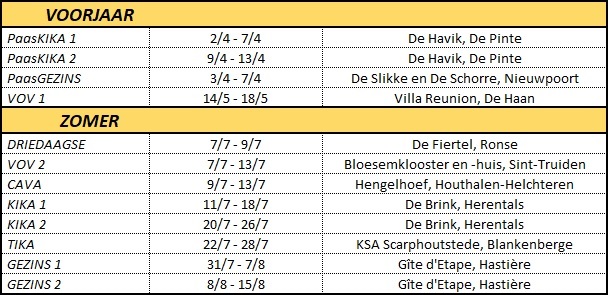 VOORJAAR
PaasKIKA 1 2/4 - 7/4 De Havik, De Pinte
PaasKIKA 2 9/4 - 13/4 De Havik, De Pinte
PaasGEZINS 3/4 - 7/4 De Slikke en De Schorre, Nieuwpoort
VOV 1 14/5 - 18/5 Villa Reunion, De Haan
ZOMER
DRIEDAAGSE 7/7 - 9/7 De Fiertel, Ronse
VOV 2 7/7 - 13/7 Bloesemklooster en -huis, Sint-Truiden
CAVA 9/7 - 13/7 Hengelhoef, Houthalen-Helchteren
KIKA 1 11/7 - 18/7 De Brink, Herentals
KIKA 2 20/7 - 26/7 De Brink, Herentals
TIKA 22/7 - 28/7 KSA Scarphoutstede, Blankenberge
GEZINS 1 31/7 - 7/8 Gîte d'Etape, Hastière
GEZINS 2 8/8 - 15/8 Gîte d'Etape, Hastière